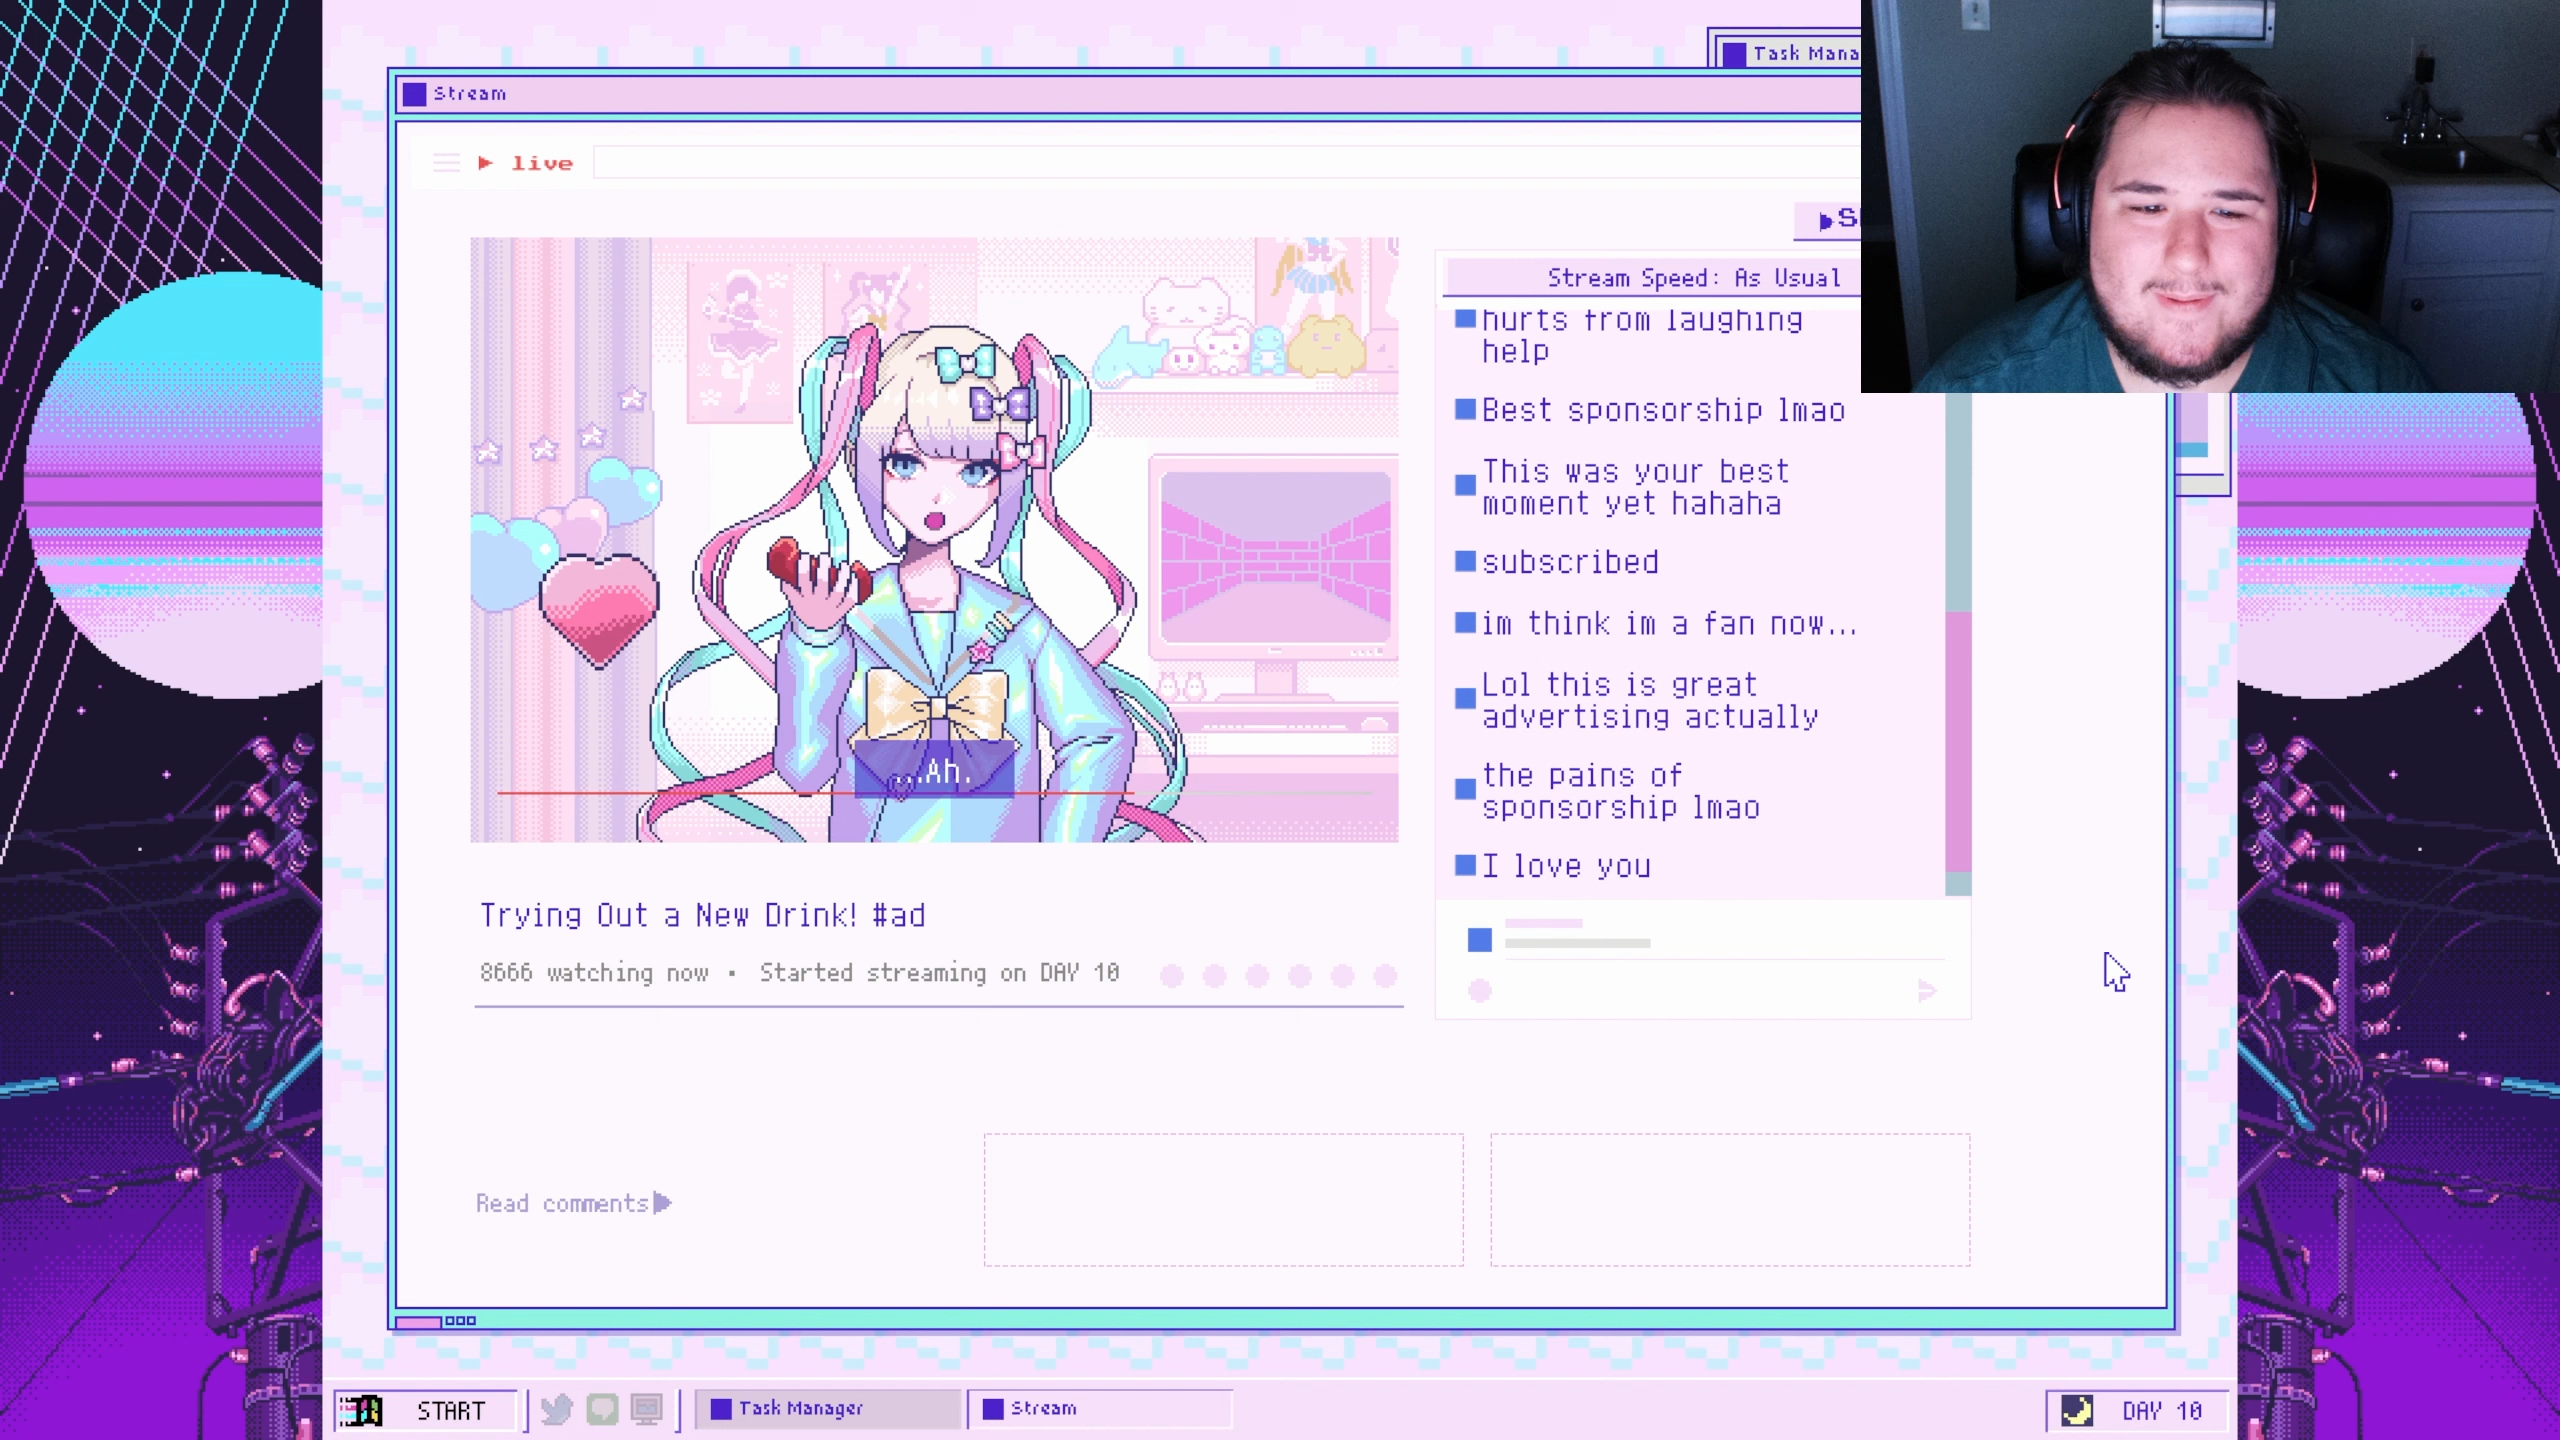 Task Mana
Stream
live
Stream Speed: As Usual
hurts from laughing
help
Best sponsorship lmao
This was your best
moment yet hahaha
subscribed
im think im a fan now...
Lol this is great
advertising actually
the pains of
sponsorship lmao
I love you
...Ah.
Trying Out a New Drink! #ad
8666 watching now • Started streaming on DAY 10
Read comments
START
Task Manager
Stream
DAY 10